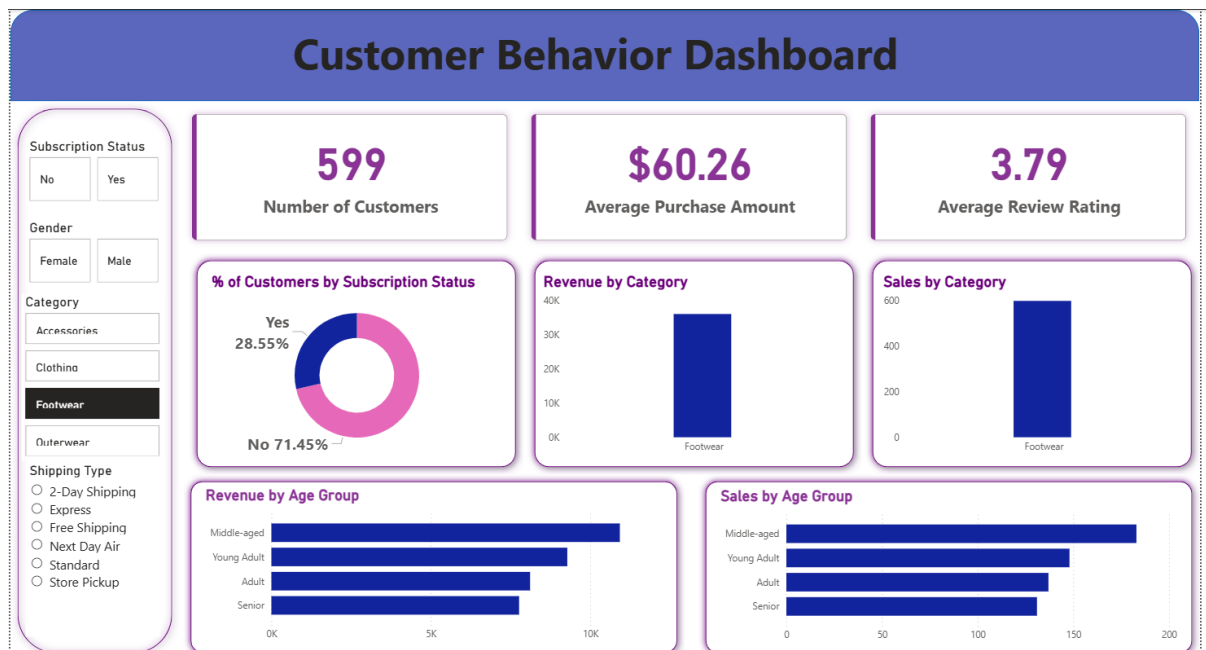 Customer Behavior Dashboard
Subscription Status
No Yes
Gender
Female Male
Category
Accessories
Clothing
Footwear
Outerwear
Shipping Type
2-Day Shipping
Express
Free Shipping
Next Day Air
Standard
Store Pickup
599
Number of Customers
$60.26
Average Purchase Amount
3.79
Average Review Rating
% of Customers by Subscription Status
Yes
28.55%
No 71.45%
Revenue by Category
40K
30K
20K
10K
0K
Footwear
Sales by Category
600
400
200
0
Footwear
Revenue by Age Group
Middle-aged
Young Adult
Adult
Senior
0K 5K 10K
Sales by Age Group
Middle-aged
Young Adult
Adult
Senior
0 50 100 150 200